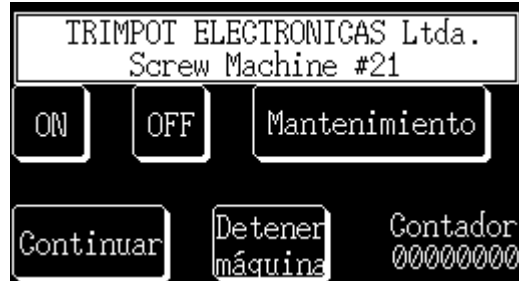 TRIMPOT ELECTRONICAS Ltda.
Screw Machine #21
ON OFF Mantenimiento
Continuar Detener máquina Contador 00000000